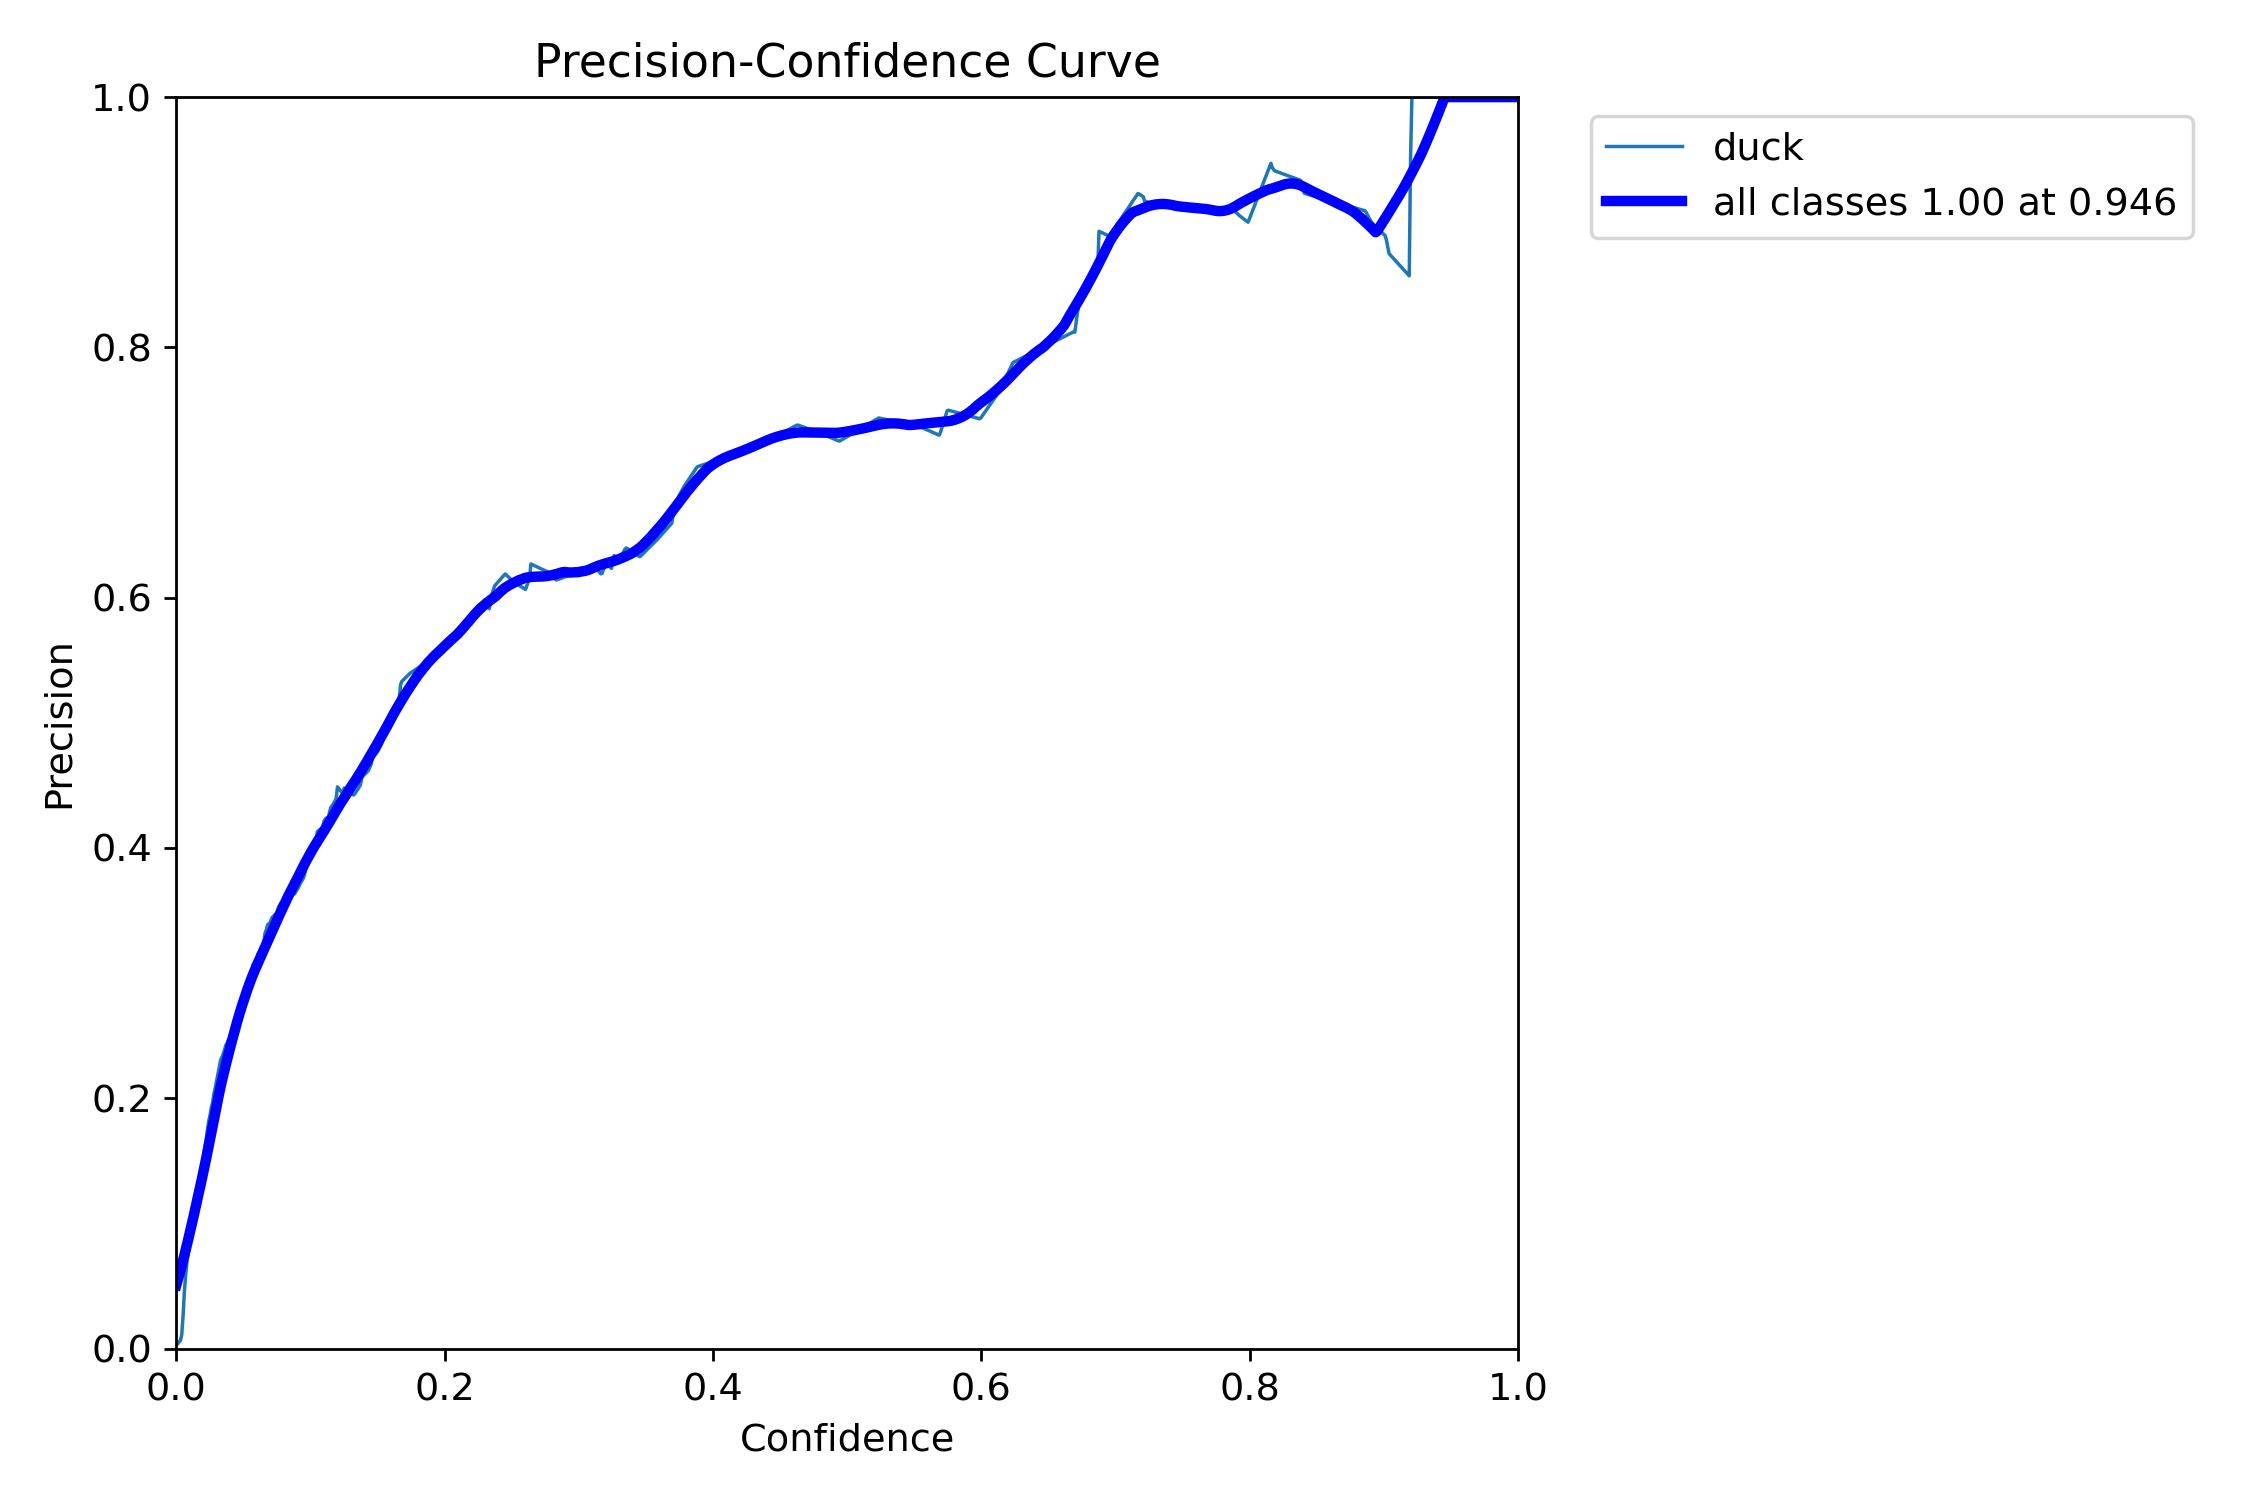 Precision-Confidence Curve
1.0
0.8
0.6
0.4
0.2
0.0
Precision
0.0 0.2 0.4 0.6 0.8 1.0
Confidence
duck
all classes 1.00 at 0.946